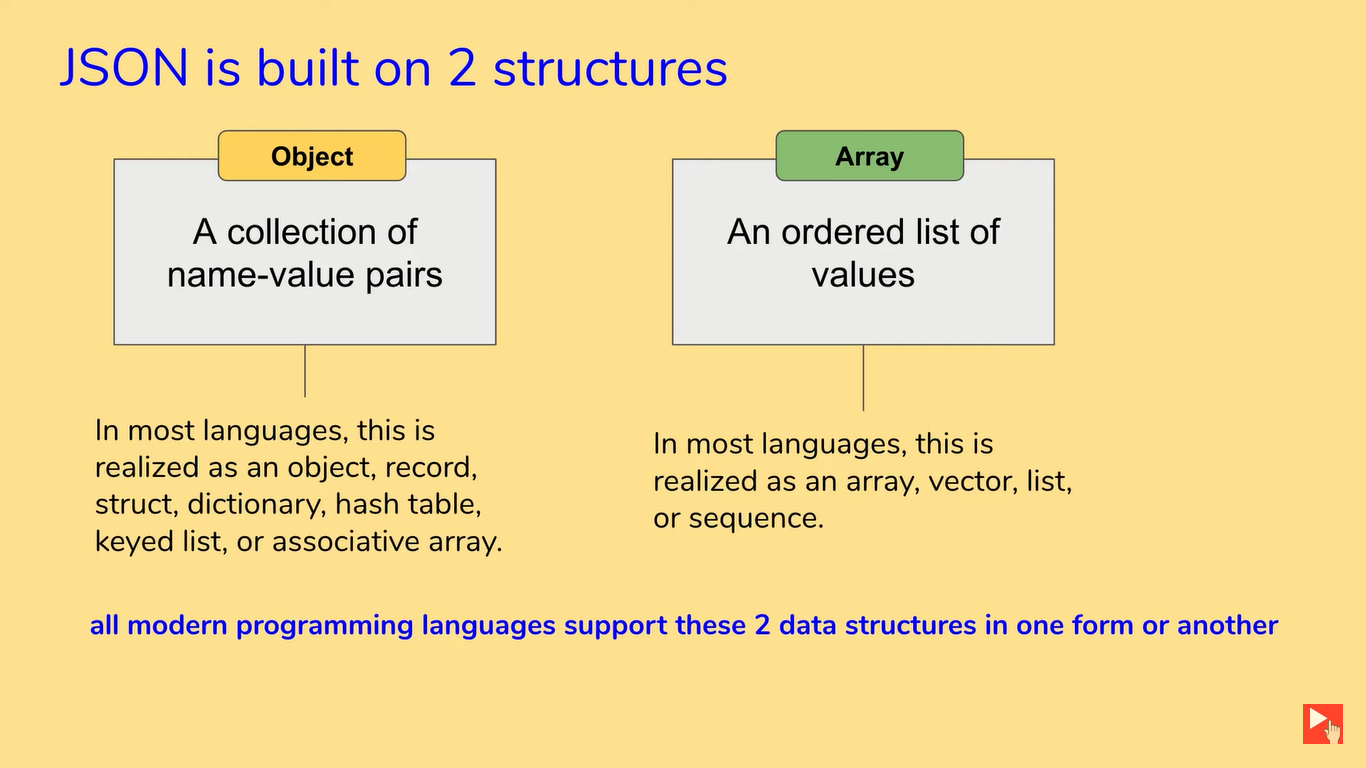 JSON is built on 2 structures
Object
A collection of
name-value pairs
In most languages, this is
realized as an object, record,
struct, dictionary, hash table,
keyed list, or associative array.
Array
An ordered list of
values
In most languages, this is
realized as an array, vector, list,
or sequence.
all modern programming languages support these 2 data structures in one form or another